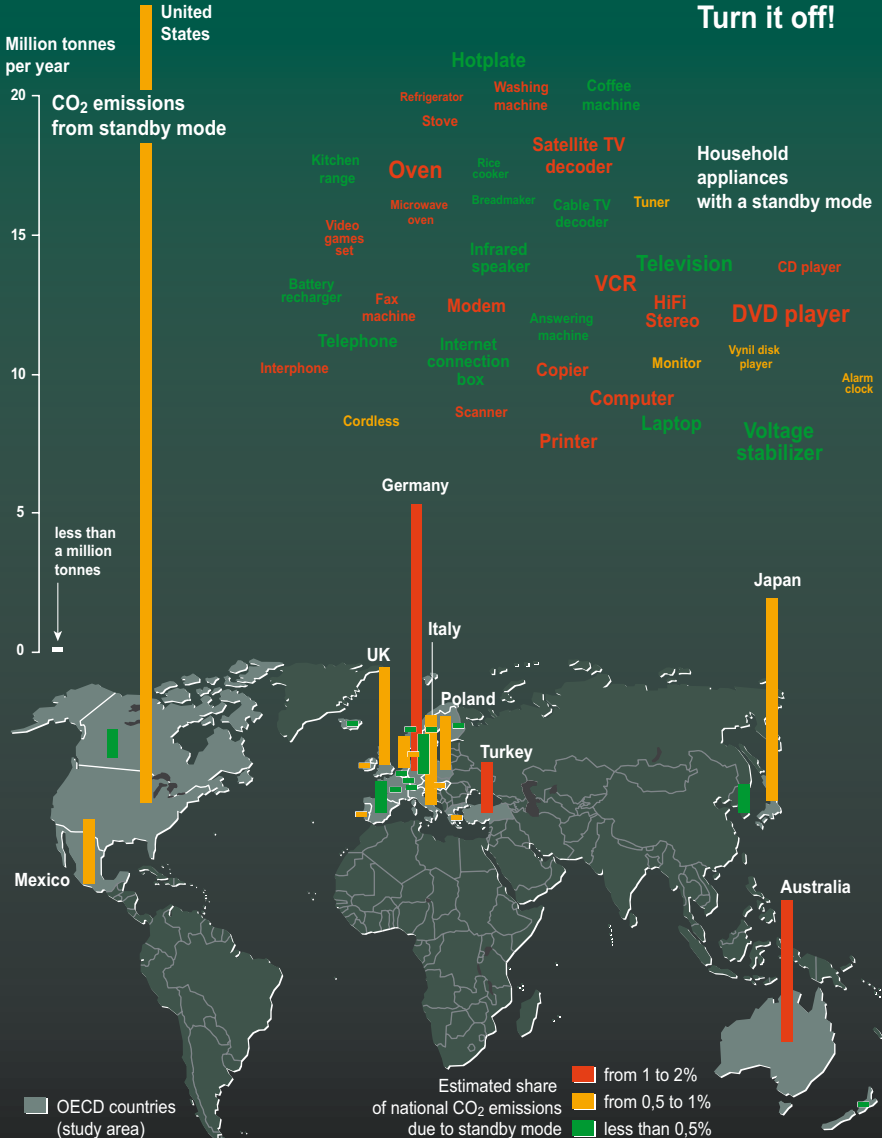 Turn it off!
United
States
Million tonnes
per year
20
CO2 emissions
from standby mode
15
10
5
0
less than
a million
tonnes
Household
appliances
with a standby mode
Hotplate
Refrigerator
Washing
machine
Coffee
machine
Stove
Kitchen
range
Oven
Rice
cooker
Satellite TV
decoder
Microwave
oven
Breadmaker
Cable TV
decoder
Tuner
Video
games
set
Infrared
speaker
Television
CD player
VCR
Battery
recharger
Fax
machine
Modem
HiFi
Stereo
DVD player
Answering
machine
Telephone
Internet
connection
box
Interphone
Copier
Monitor
Vynil disk
player
Alarm
clock
Computer
Cordless
Scanner
Laptop
Printer
Voltage
stabilizer
Germany
Japan
Italy
UK
Poland
Turkey
Mexico
Australia
OECD countries
(study area)
Estimated share
of national CO2 emissions
due to standby mode
from 1 to 2%
from 0,5 to 1%
less than 0,5%